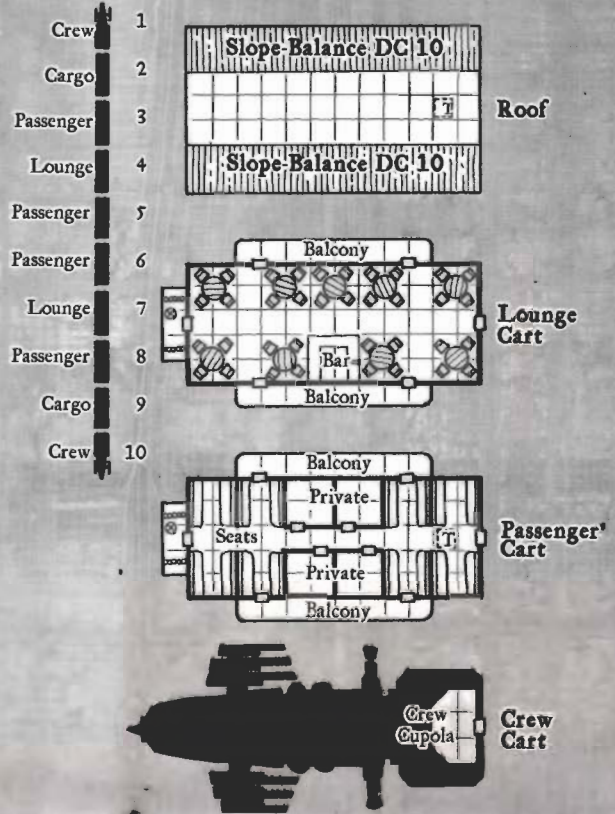 Crew 1
Cargo 2
Passenger 3
Lounge 4
Passenger 5
Passenger 6
Lounge 7
Passenger 8
Cargo 9
Crew 10
Slope-Balance DC 10
T
Roof
Slope-Balance DC 10
Balcony
Lounge
Cart
Bar
Balcony
Balcony
Private
Seats
T
Passenger
Cart
Private
Balcony
Crew
Cupola
Crew
Cart